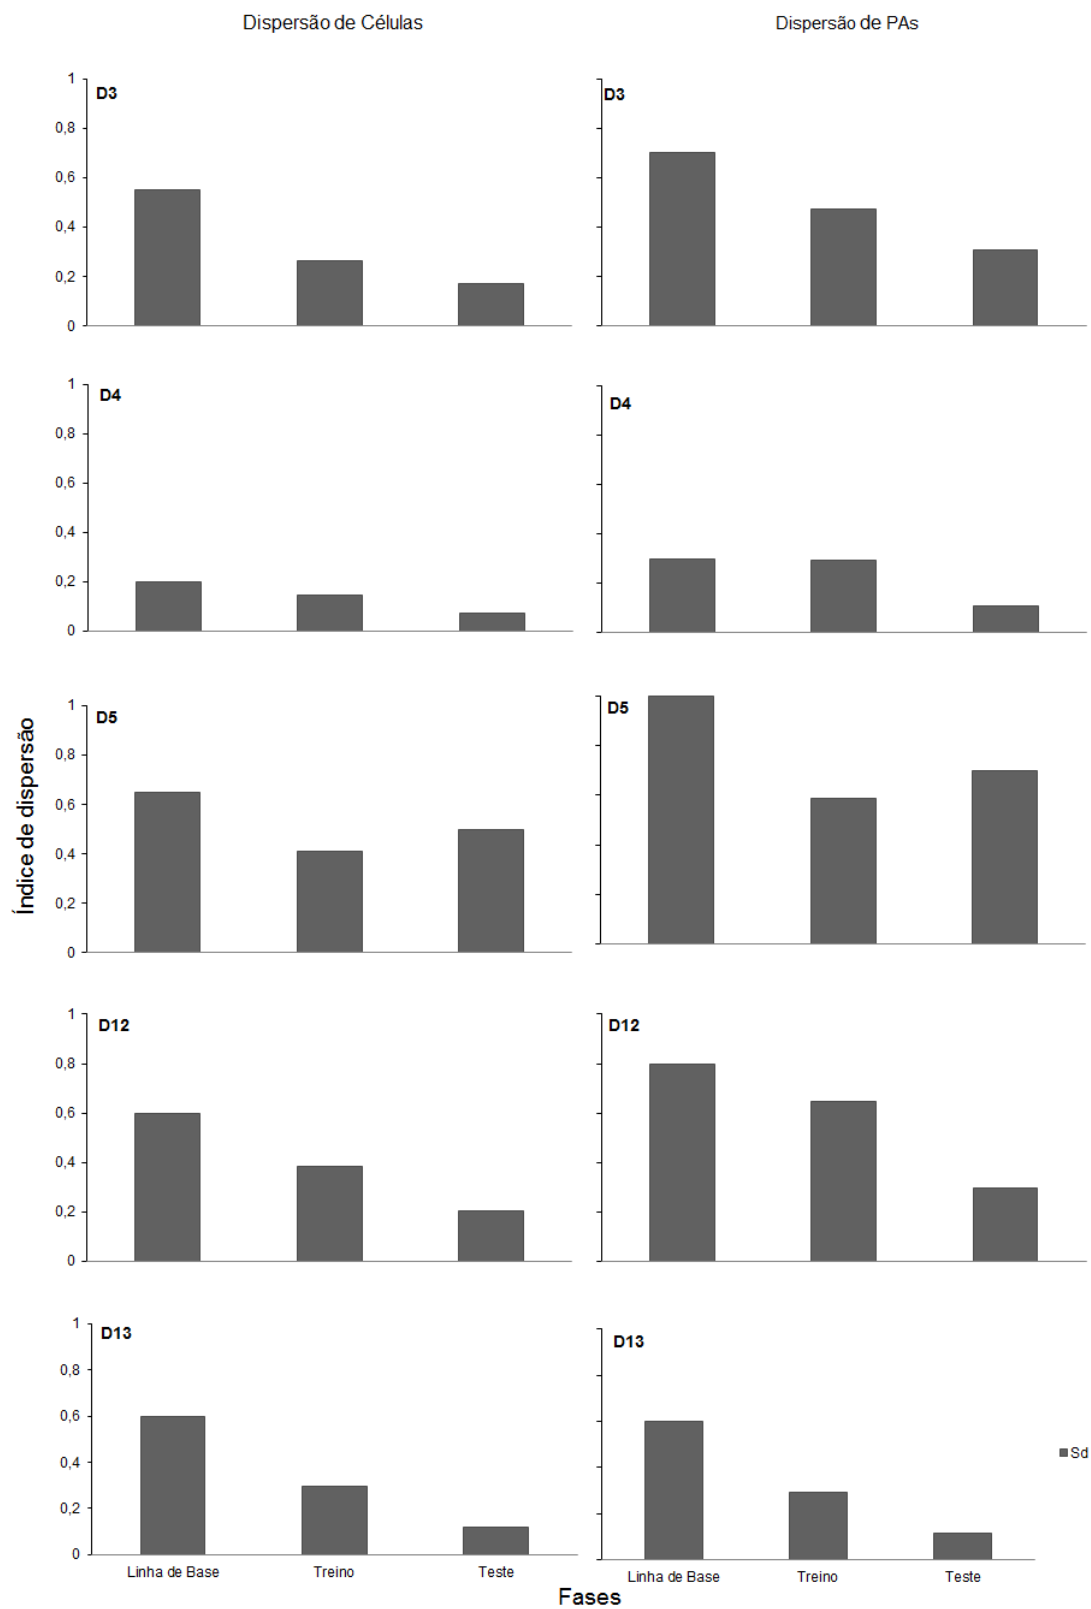 Dispersão de Células
Dispersão de PAs
1
D3
0,8
0,6
0,4
0,2
0
D3
1
D4
0,8
0,6
0,4
0,2
0
D4
Índice de dispersão
1
D5
0,8
0,6
0,4
0,2
0
D5
1
D12
0,8
0,6
0,4
0,2
0
D12
1
D13
0,8
0,6
0,4
0,2
0
Linha de Base Treino Teste
D13
Sd
Linha de Base Treino Teste
Fases